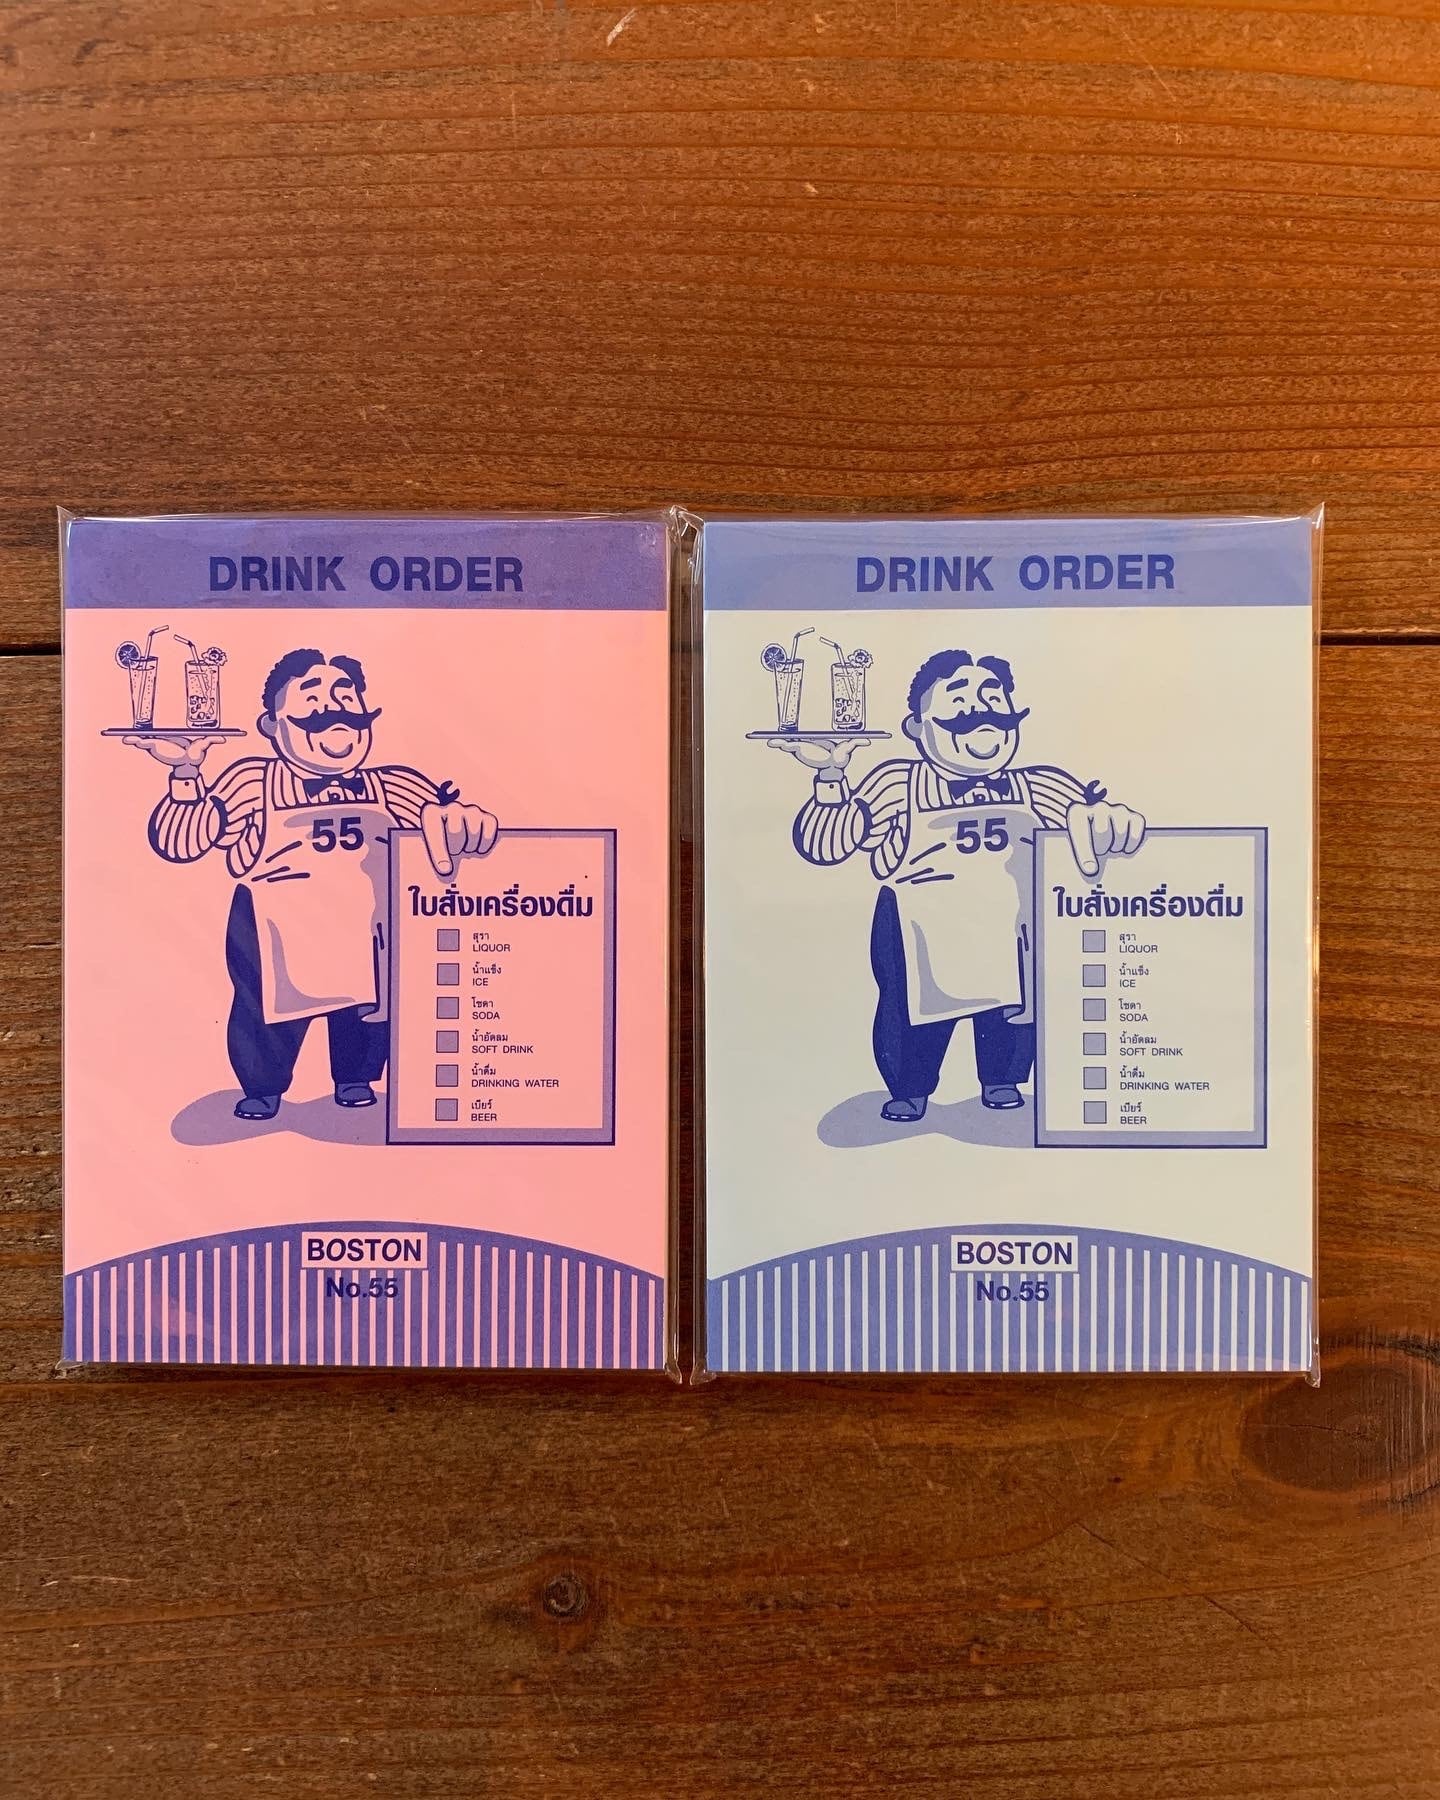 DRINK ORDER
55
ใบสั่งเครื่องดื่ม
สุรา
LIQUOR
น้ำแข็ง
ICE
โซดา
SODA
น้ำอัดลม
SOFT DRINK
น้ำดื่ม
DRINKING WATER
เบียร์
BEER
BOSTON
No.55
DRINK ORDER
55
ใบสั่งเครื่องดื่ม
สุรา
LIQUOR
น้ำแข็ง
ICE
โซดา
SODA
น้ำอัดลม
SOFT DRINK
น้ำดื่ม
DRINKING WATER
เบียร์
BEER
BOSTON
No.55